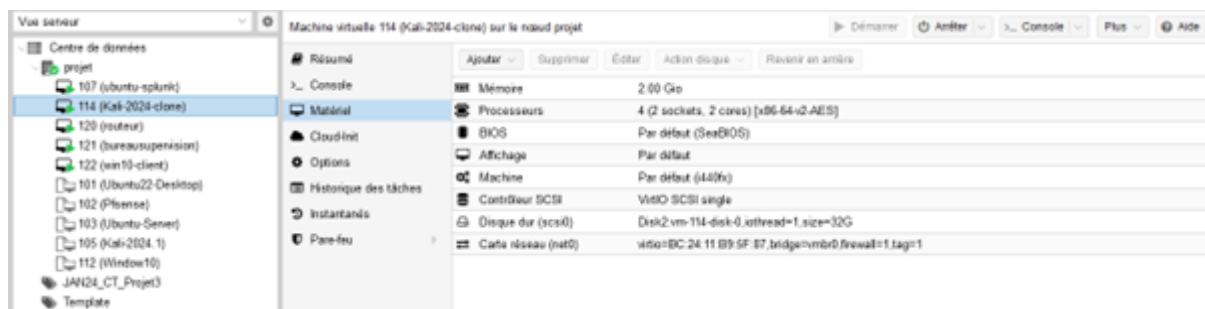 Vue serveur
Machine virtuelle 114 (Kali-2024-clone) sur le nœud projet
Démarrer
Arrêter
>_ Console
Plus
Aide
Centre de données
projet
107 (ubuntu-splunk)
114 (Kali-2024-clone)
120 (routeur)
121 (bureausupervision)
122 (win10-client)
101 (Ubuntu22-Desktop)
102 (Pfsense)
103 (Ubuntu-Server)
105 (Kali-2024.1)
112 (Window10)
JAN24_CT_Projet3
Template
Résumé
>_ Console
Matériel
Cloud-Init
Options
Historique des tâches
Instantanés
Pare-feu
Ajouter
Supprimer
Éditer
Action disque
Revenir en arrière
Mémoire 2.00 Gio
Processeurs 4 (2 sockets, 2 cores) [x86-64-v2-AES]
BIOS Par défaut (SeaBIOS)
Affichage Par défaut
Machine Par défaut (i440fx)
Contrôleur SCSI VirtIO SCSI single
Disque dur (scsi0) Disk2:vm-114-disk-0,iothread=1,size=32G
Carte réseau (net0) virtio=BC:24:11:B9:5F:87,bridge=vmbr0,firewall=1,tag=1